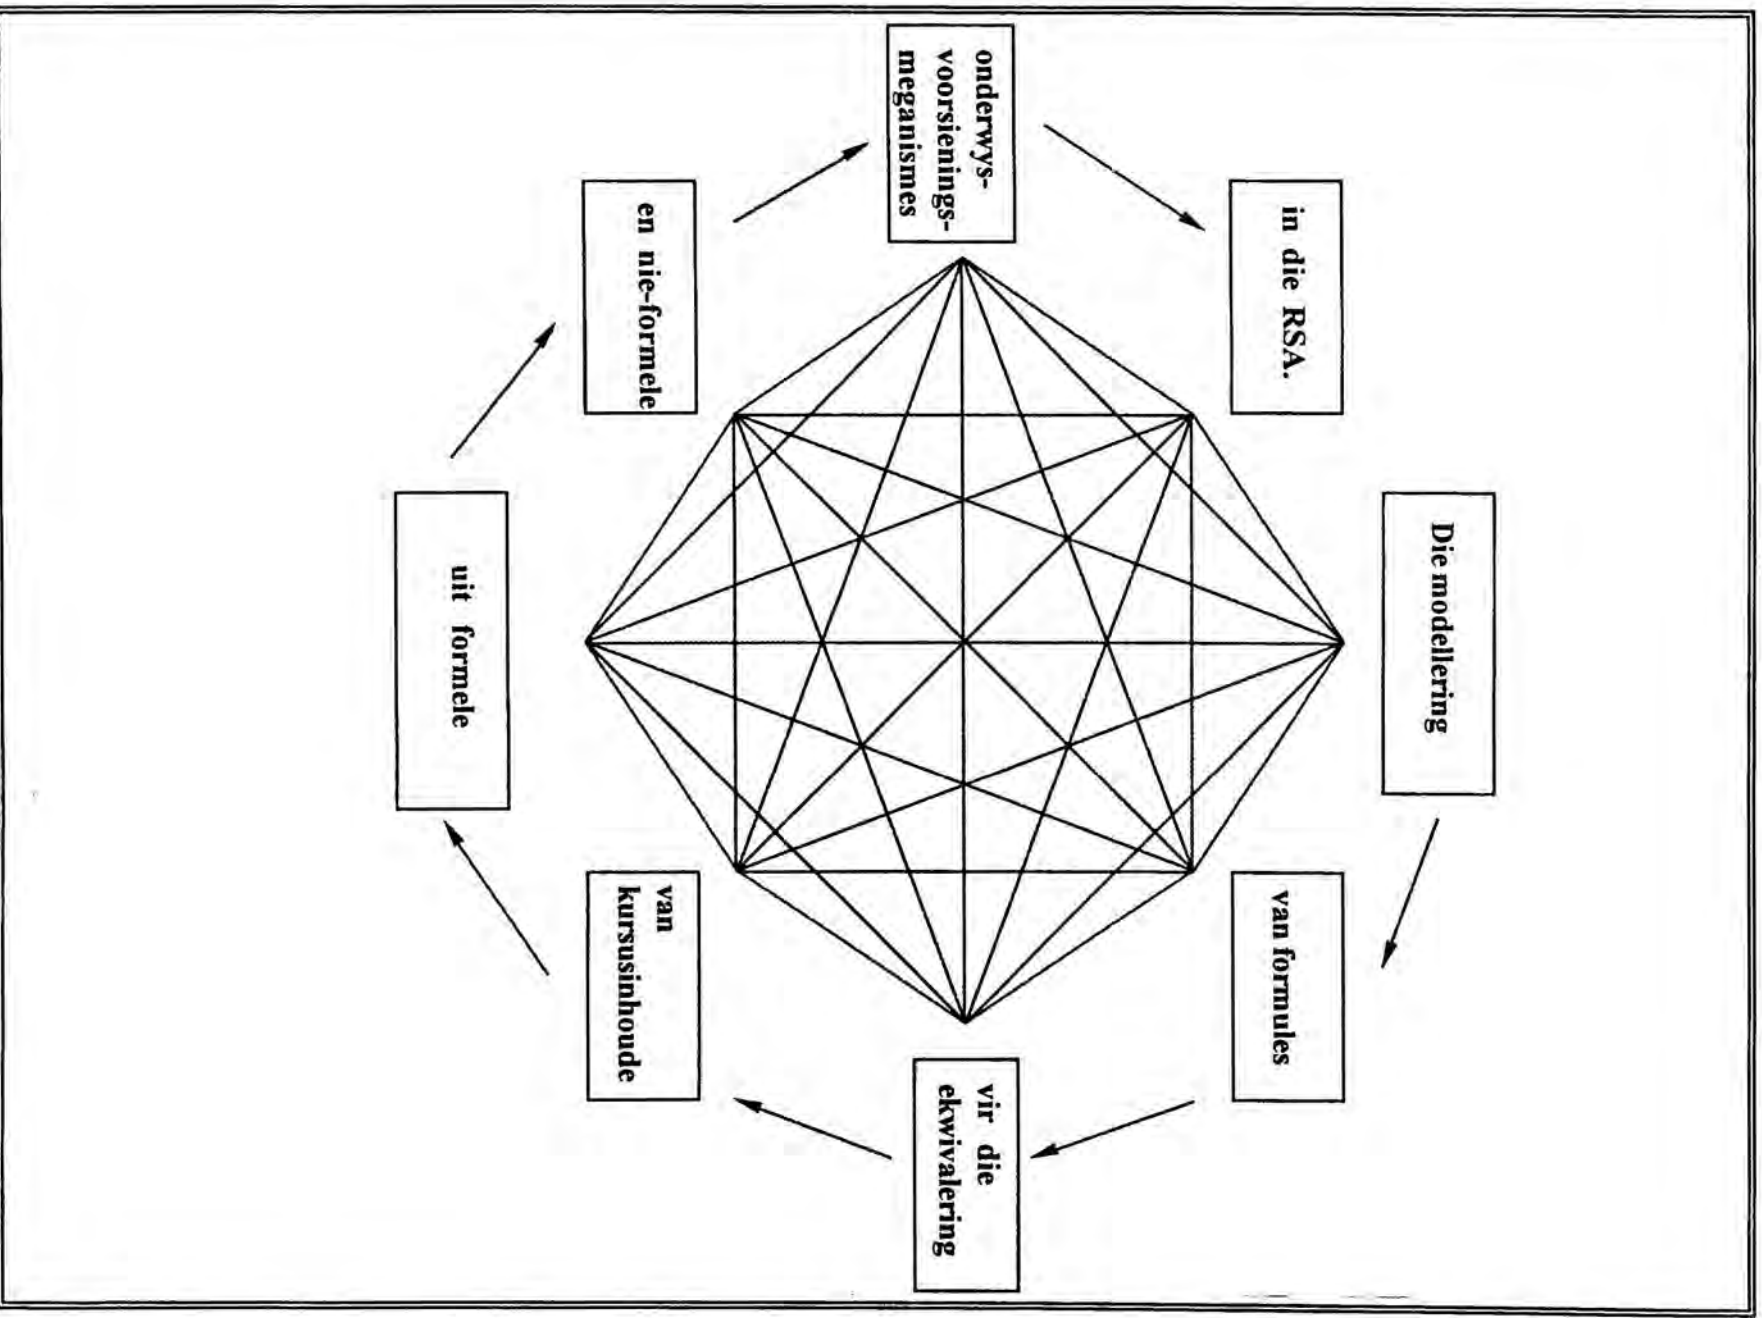 Die modellering
van formules
vir die
ekwivalering
van
kursusinhoude
uit formele
en nie-formele
onderwys-
voorsienings-
meganismes
in die RSA.